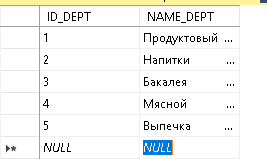 ID_DEPT NAME_DEPT
1 Продуктовый ...
2 Напитки ...
3 Бакалея ...
4 Мясной ...
5 Выпечка ...
NULL NULL